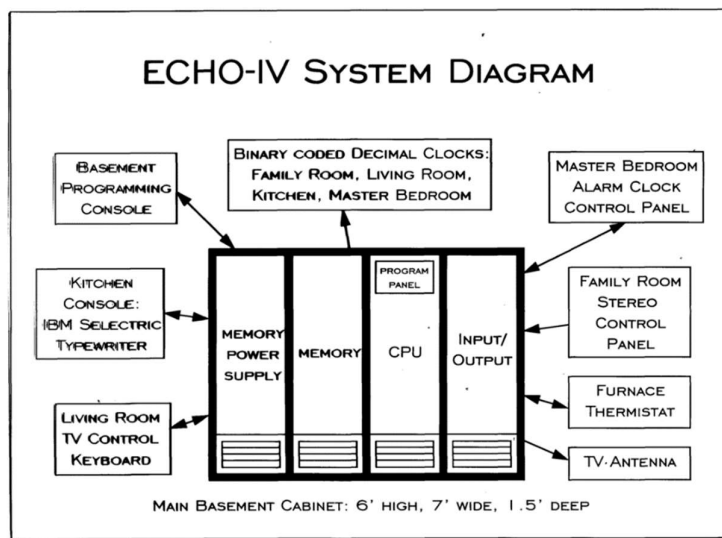 ECHO-IV SYSTEM DIAGRAM
BASEMENT
PROGRAMMING
CONSOLE
BINARY CODED DECIMAL CLOCKS:
FAMILY ROOM, LIVING ROOM,
KITCHEN, MASTER BEDROOM
MASTER BEDROOM
ALARM CLOCK
CONTROL PANEL
KITCHEN
CONSOLE:
IBM SELECTRIC
TYPEWRITER
LIVING ROOM
TV CONTROL
KEYBOARD
MEMORY
POWER
SUPPLY
MEMORY
PROGRAM
PANEL
CPU
INPUT/
OUTPUT
FAMILY ROOM
STEREO
CONTROL
PANEL
FURNACE
THERMISTAT
TV ANTENNA
MAIN BASEMENT CABINET: 6' HIGH, 7' WIDE, 1.5' DEEP